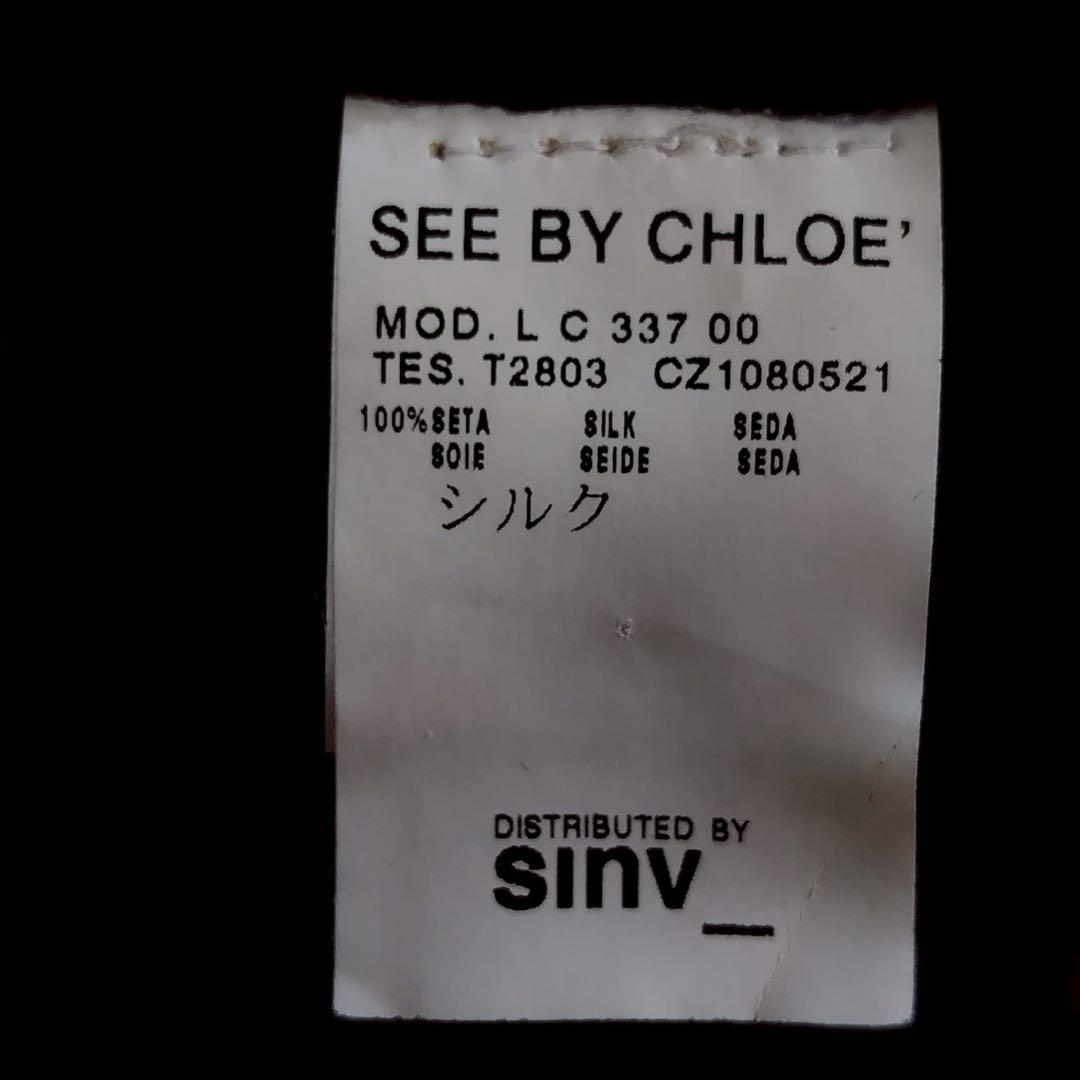 SEE BY CHLOE'
MOD. L C 337 00
TES. T2803 CZ1080521
100%SETA SILK SEDA
SOIE SEIDE SEDA
シルク
DISTRIBUTED BY
sinv_